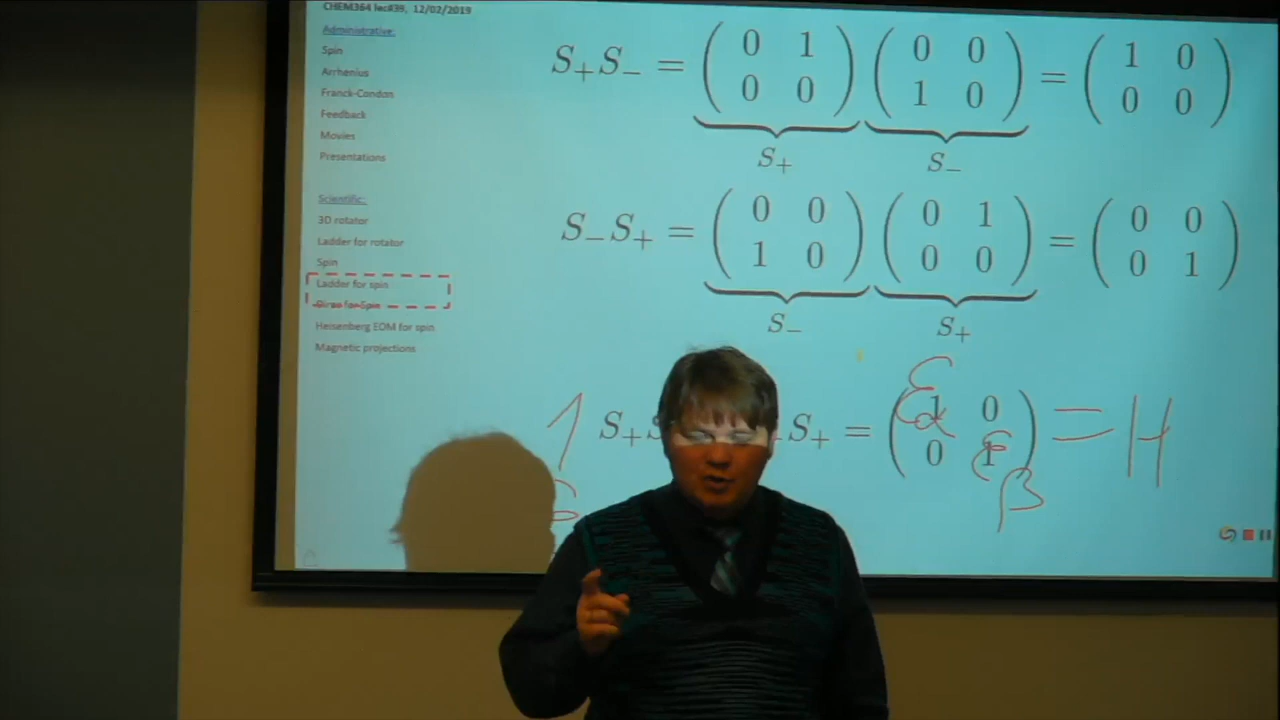 CHEM364 lec#39, 12/02/2019
Administrative:
Spin
Arrhenius
Franck-Condon
Feedback
Movies
Presentations
Scientific:
3D rotator
Ladder for rotator
Spin
Ladder for spin
Dirac for Spin
Heisenberg EOM for spin
Magnetic projections
S₊S₋ = ( 0 1 ; 0 0 ) ( 0 0 ; 1 0 ) = ( 1 0 ; 0 0 )
S₊ S₋
S₋S₊ = ( 0 0 ; 1 0 ) ( 0 1 ; 0 0 ) = ( 0 0 ; 0 1 )
S₋ S₊
S₊S S₊ = ( 1 0 ; 0 1 ) = H
ε α
ε β